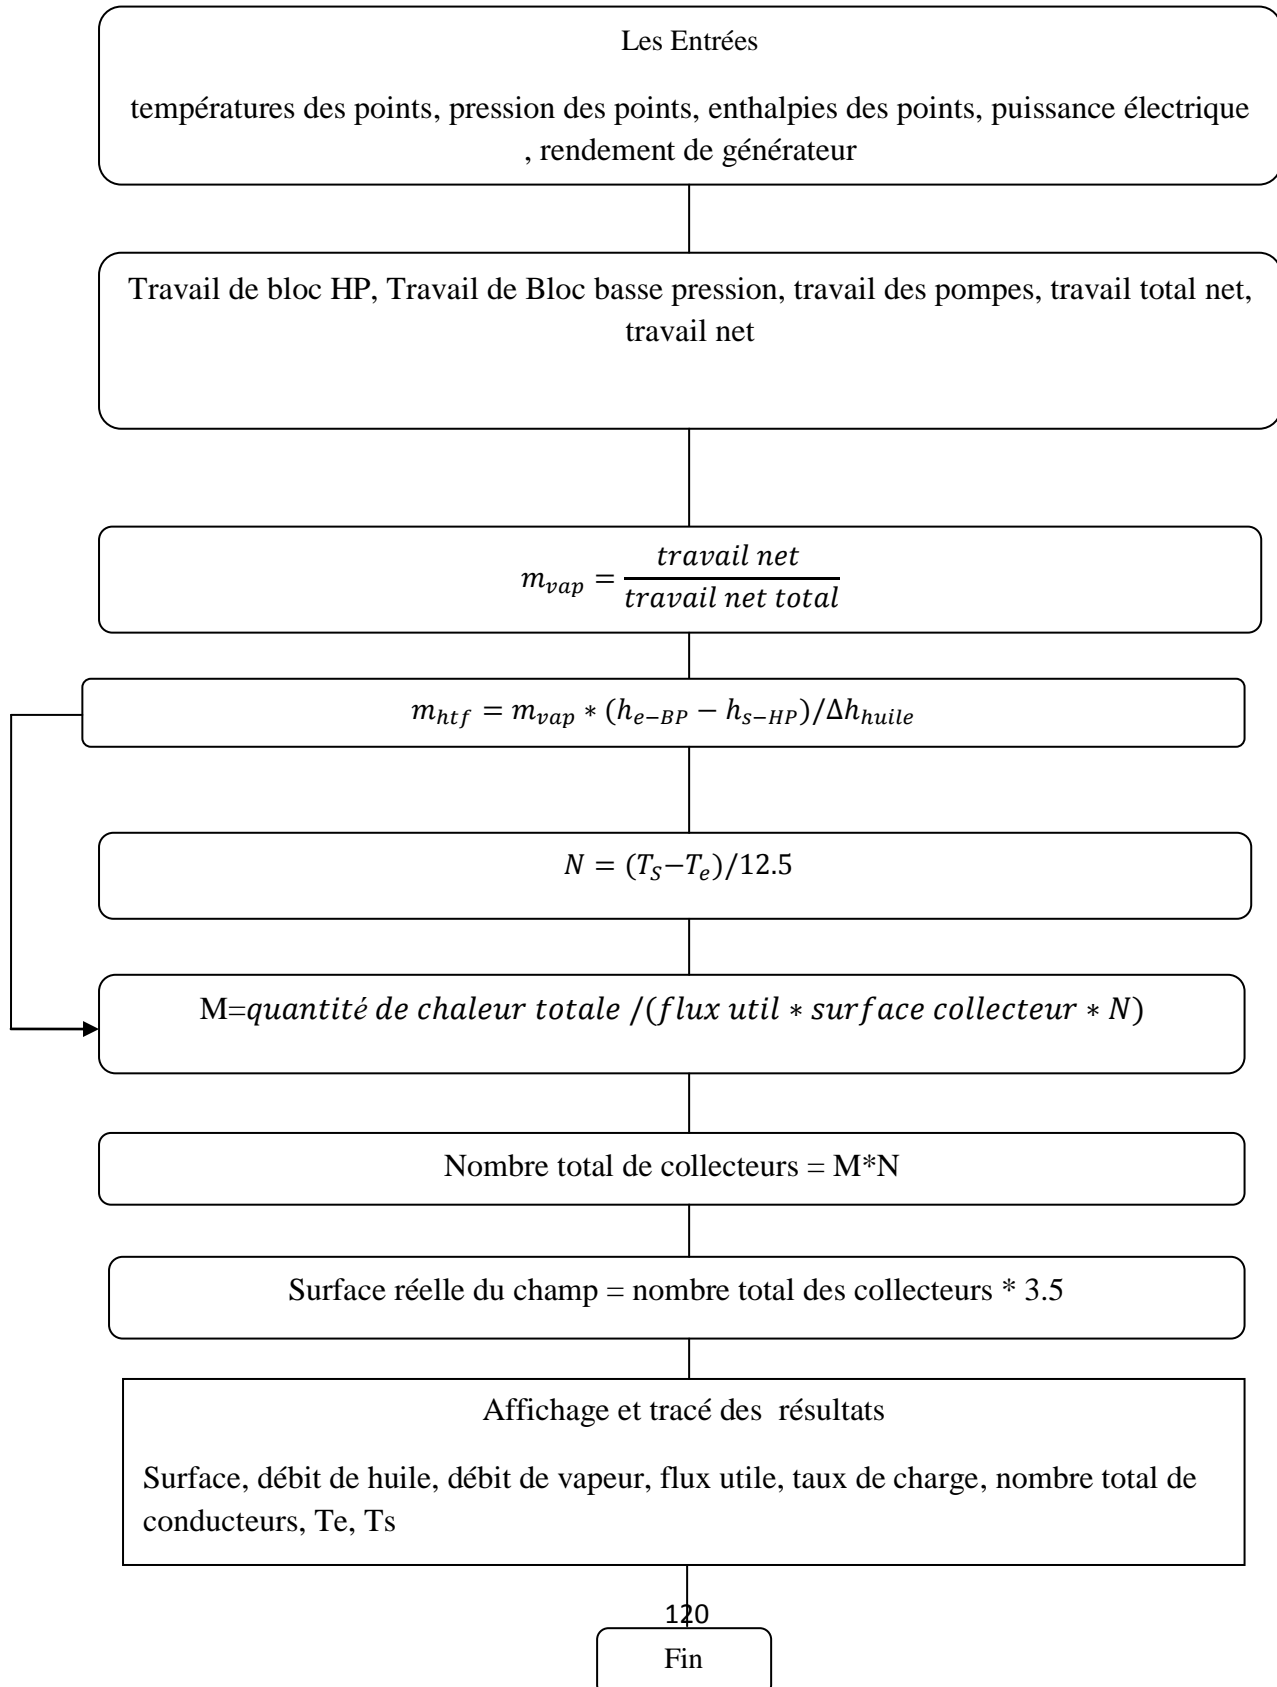 Les Entrées
températures des points, pression des points, enthalpies des points, puissance électrique
, rendement de générateur
Travail de bloc HP, Travail de Bloc basse pression, travail des pompes, travail total net,
travail net
m_vap = travail net / travail net total
m_htf = m_vap * (h_e−BP − h_s−HP)/Δh_huile
N = (T_S−T_e)/12.5
M=quantité de chaleur totale /(flux util * surface collecteur * N)
Nombre total de collecteurs = M*N
Surface réelle du champ = nombre total des collecteurs * 3.5
Affichage et tracé des résultats
Surface, débit de huile, débit de vapeur, flux utile, taux de charge, nombre total de
conducteurs, Te, Ts
120
Fin